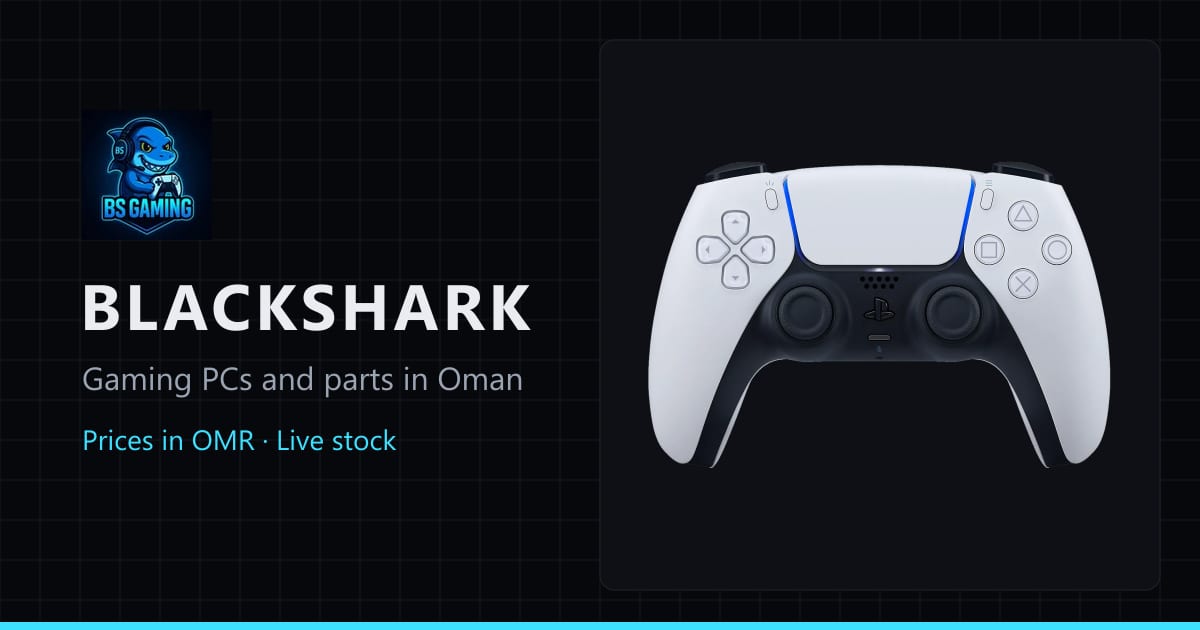 BS
BS GAMING
BLACKSHARK
Gaming PCs and parts in Oman
Prices in OMR · Live stock